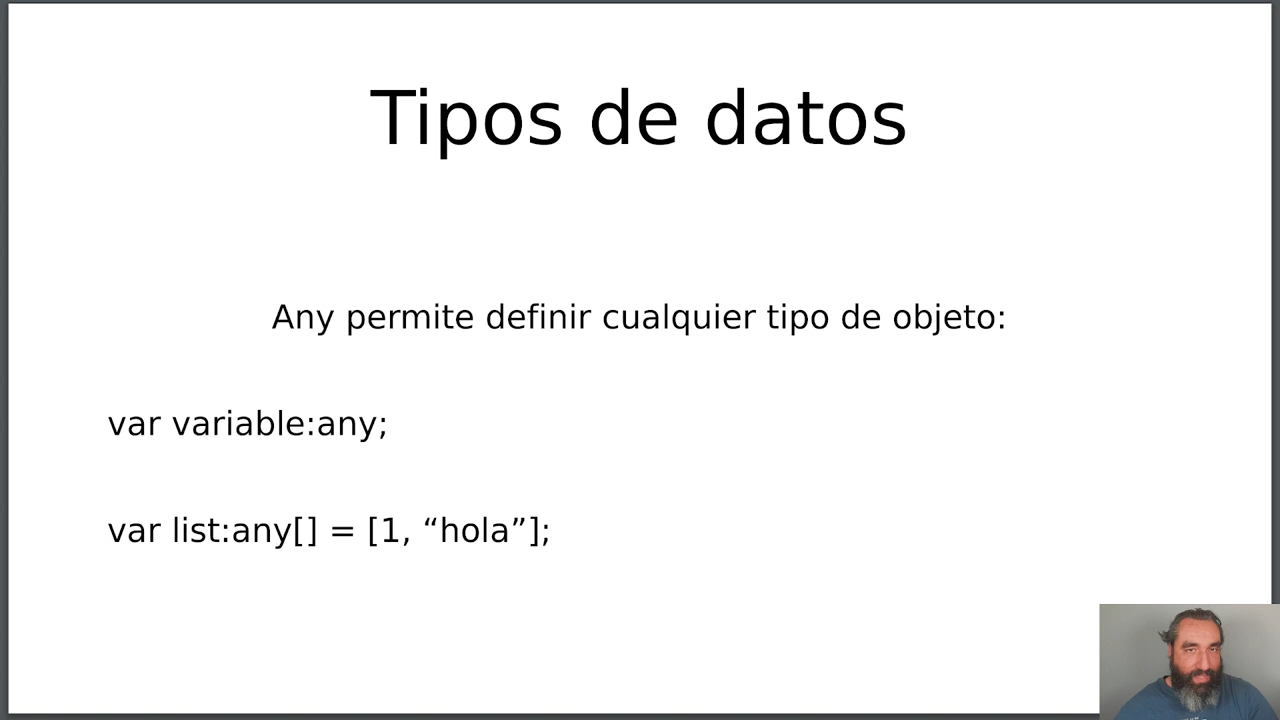 Tipos de datos
Any permite definir cualquier tipo de objeto:
var variable:any;
var list:any[] = [1, “hola”];